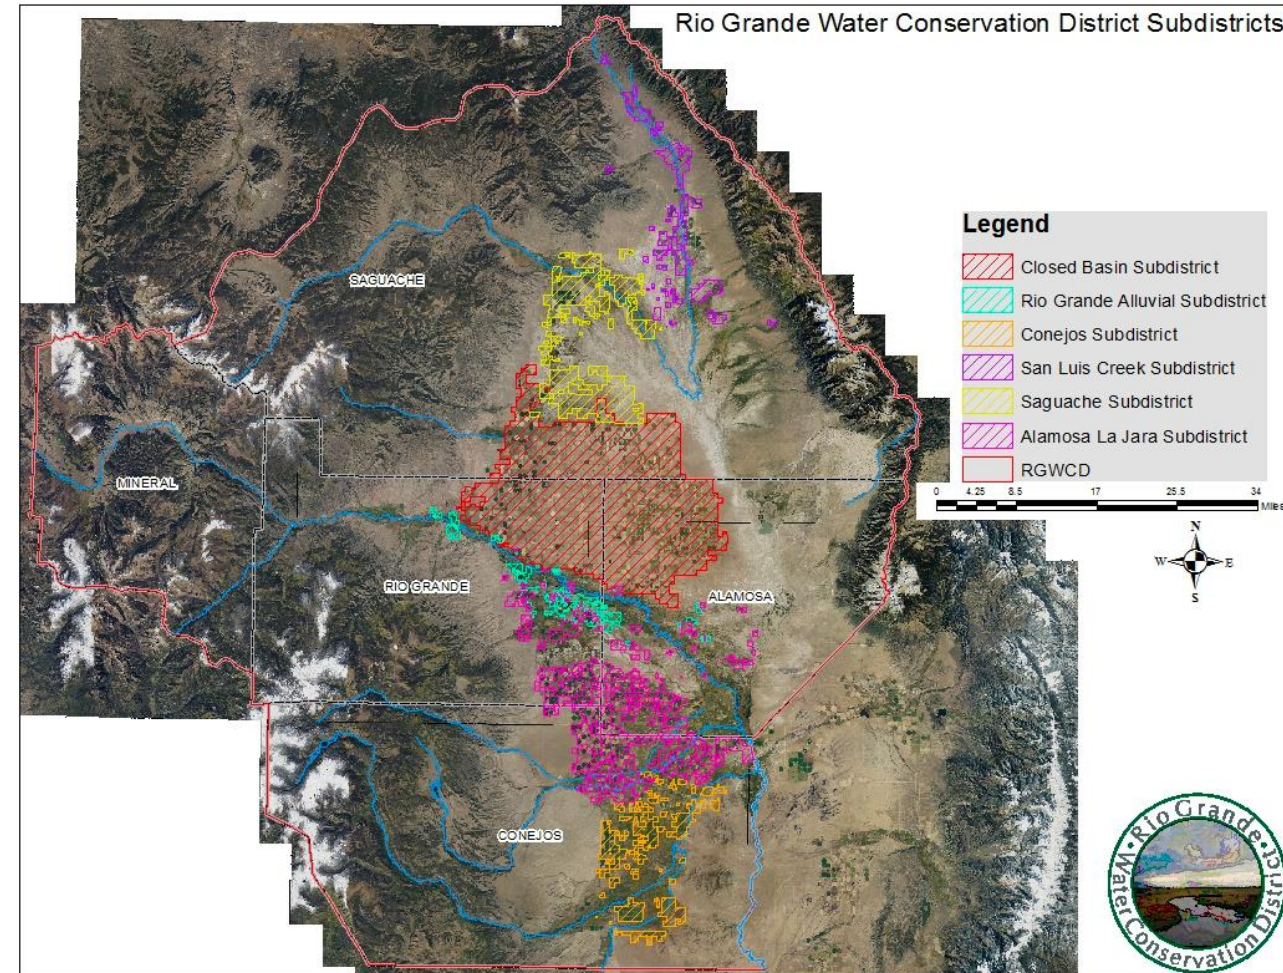 Rio Grande Water Conservation District Subdistricts
Legend
Closed Basin Subdistrict
Rio Grande Alluvial Subdistrict
Conejos Subdistrict
San Luis Creek Subdistrict
Saguache Subdistrict
Alamosa La Jara Subdistrict
RGWCD
0 4.25 8.5 17 25.5 34
Miles
N
W E
S
SAGUACHE
MINERAL
RIO GRANDE
ALAMOSA
CONEJOS
Rio Grande
Water Conservation District